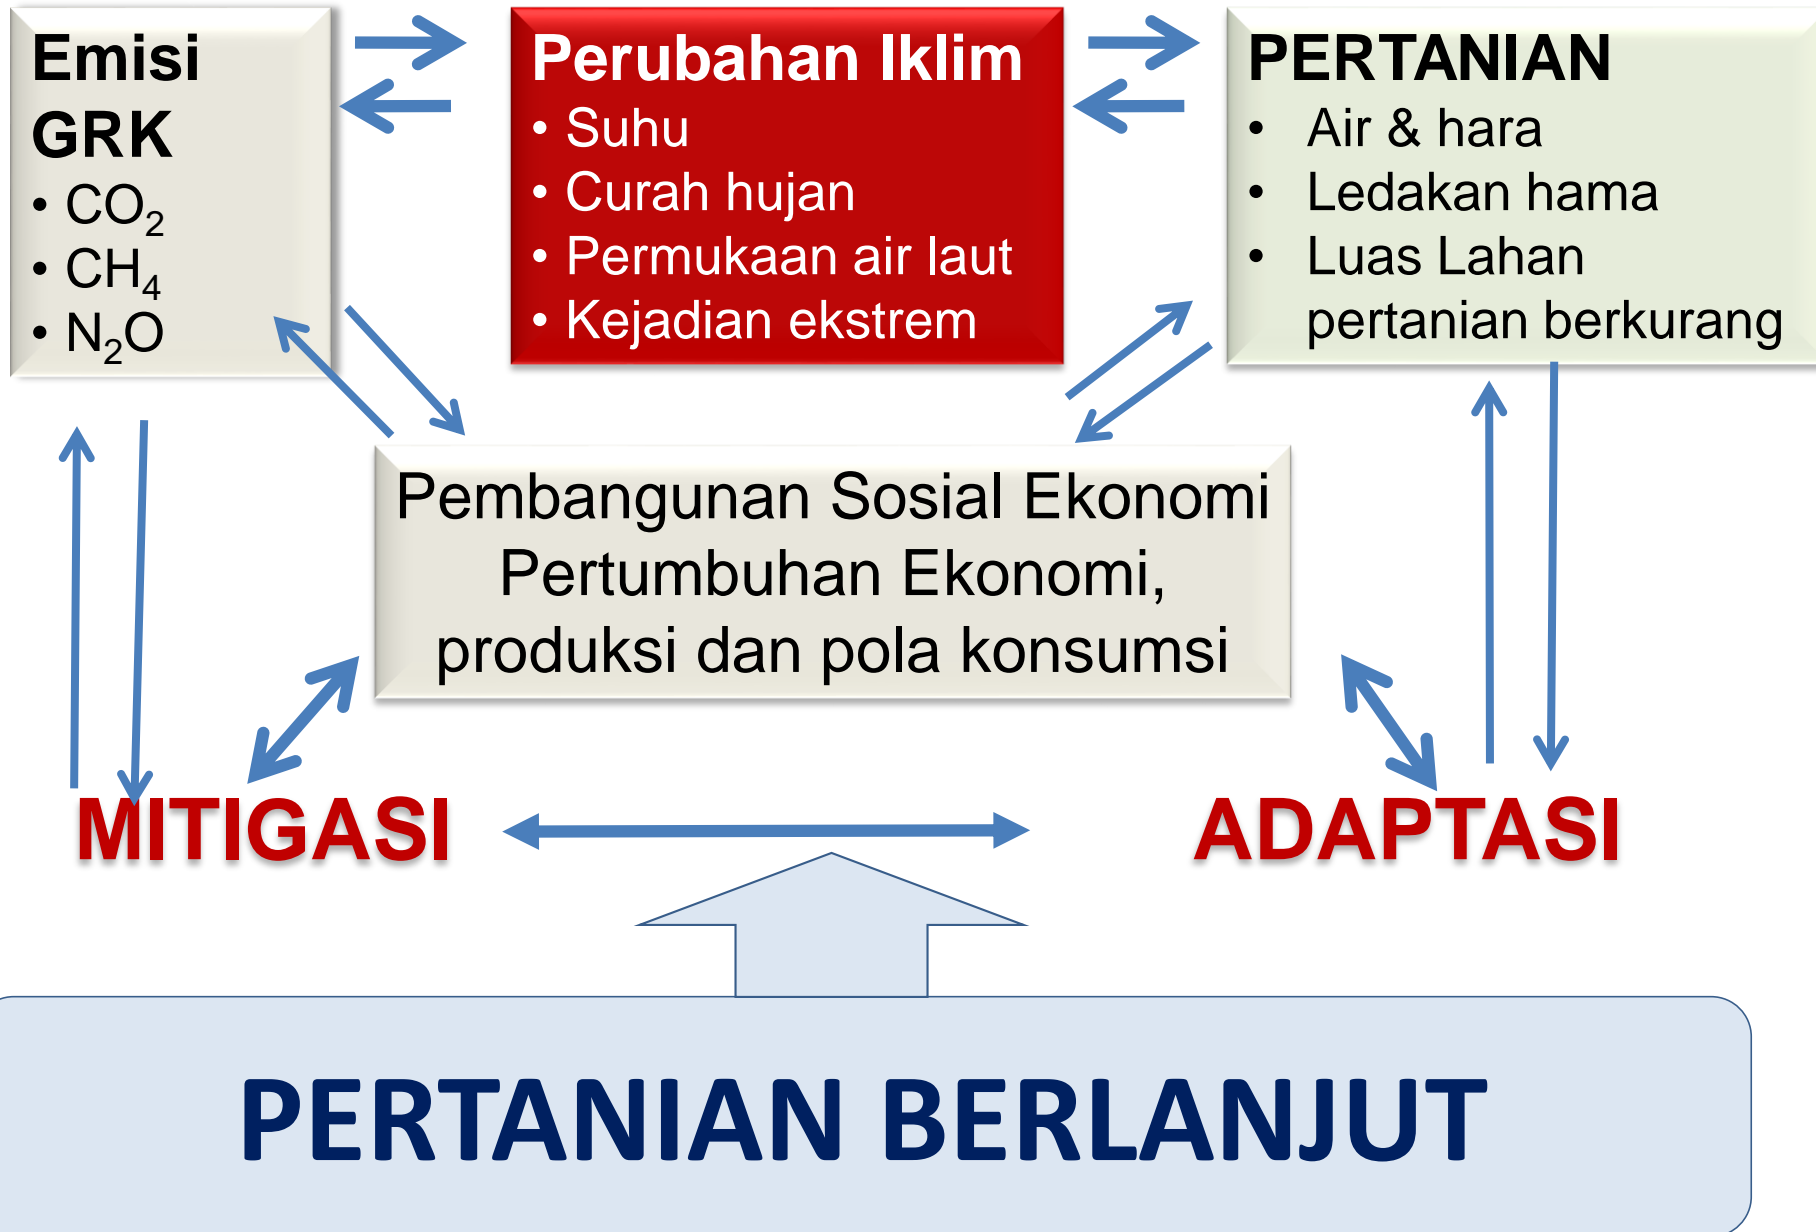 Emisi
GRK
• CO₂
• CH₄
• N₂O
Perubahan Iklim
• Suhu
• Curah hujan
• Permukaan air laut
• Kejadian ekstrem
PERTANIAN
• Air & hara
• Ledakan hama
• Luas Lahan
pertanian berkurang
Pembangunan Sosial Ekonomi
Pertumbuhan Ekonomi,
produksi dan pola konsumsi
MITIGASI
ADAPTASI
PERTANIAN BERLANJUT